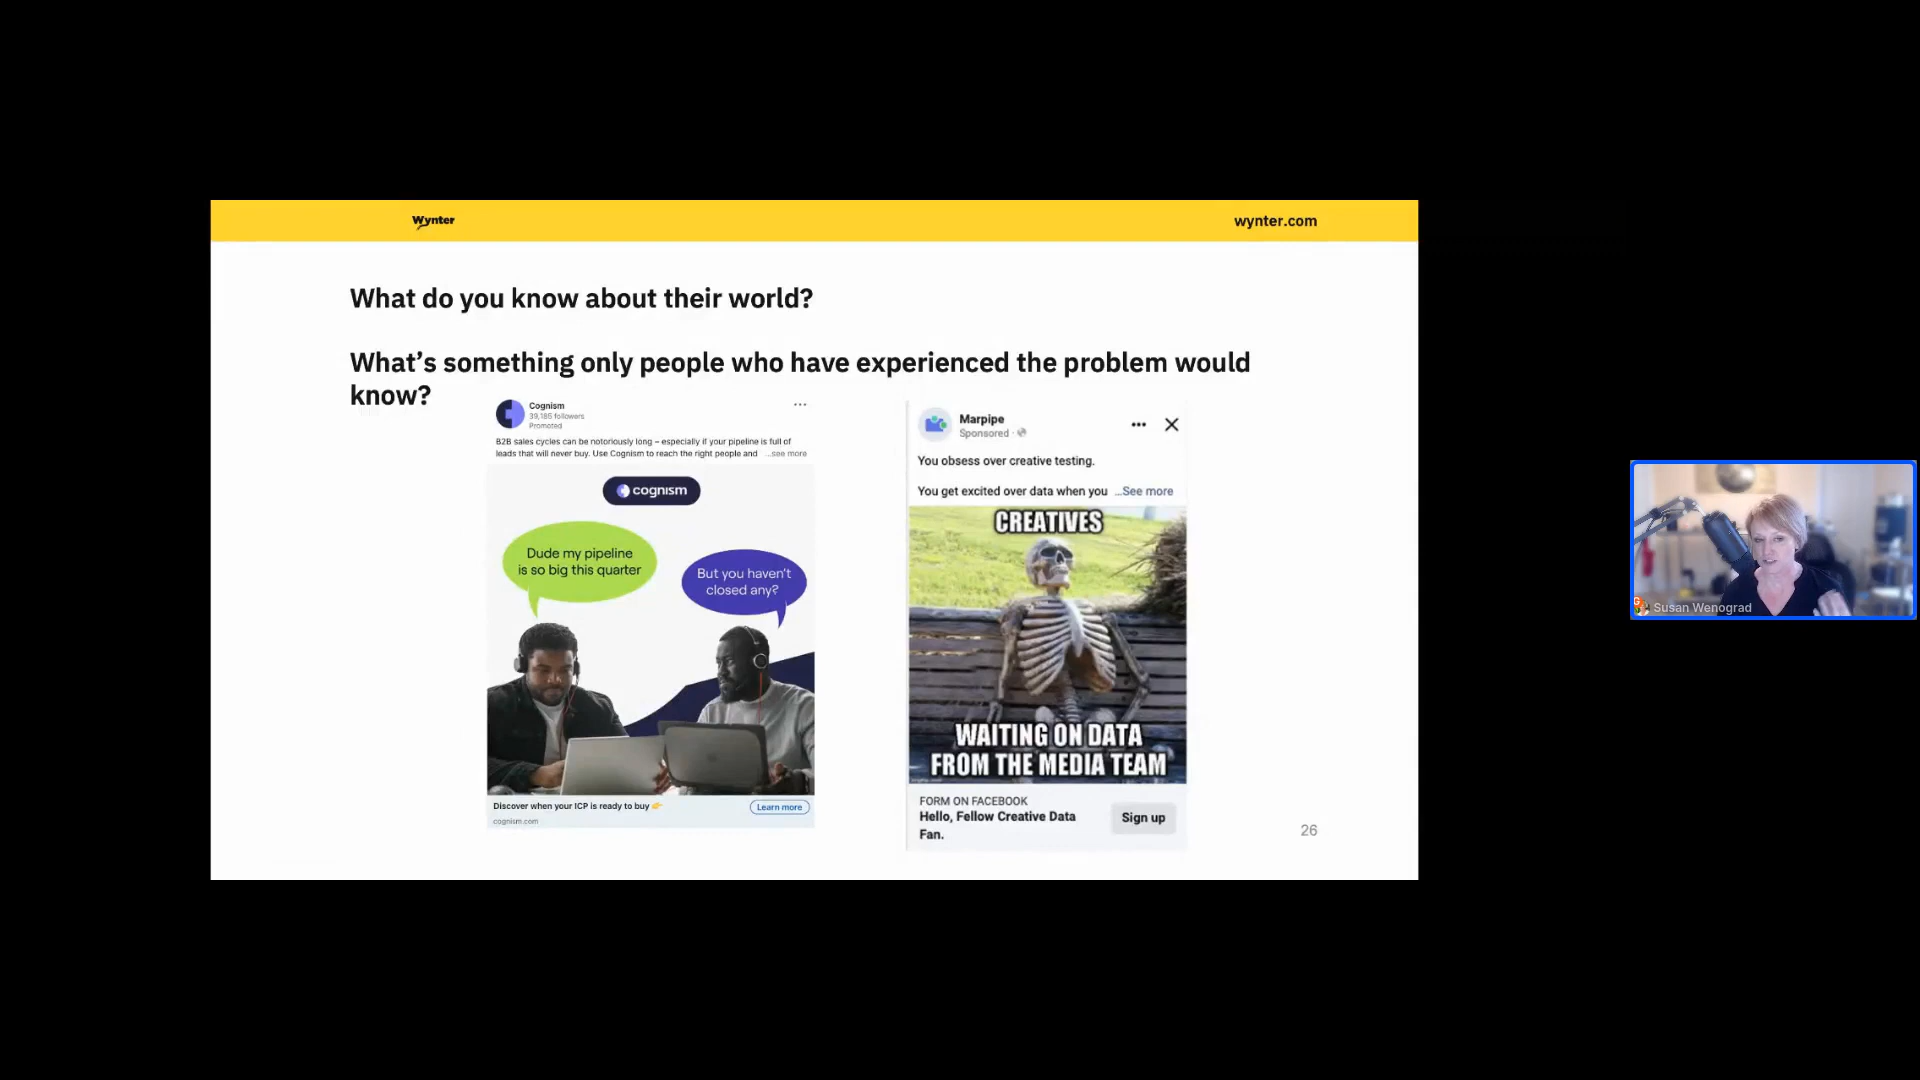 Wynter
wynter.com
What do you know about their world?
What’s something only people who have experienced the problem would
know?
Cognism
39,185 followers
Promoted
B2B sales cycles can be notoriously long – especially if your pipeline is full of
leads that will never buy. Use Cognism to reach the right people and ...see more
cognism
Dude my pipeline
is so big this quarter
But you haven't
closed any?
Discover when your ICP is ready to buy 👉
Learn more
cognism.com
Marpipe
Sponsored ·
You obsess over creative testing.
You get excited over data when you ...See more
CREATIVES
WAITING ON DATA
FROM THE MEDIA TEAM
FORM ON FACEBOOK
Hello, Fellow Creative Data
Fan.
Sign up
26
Susan Wenograd